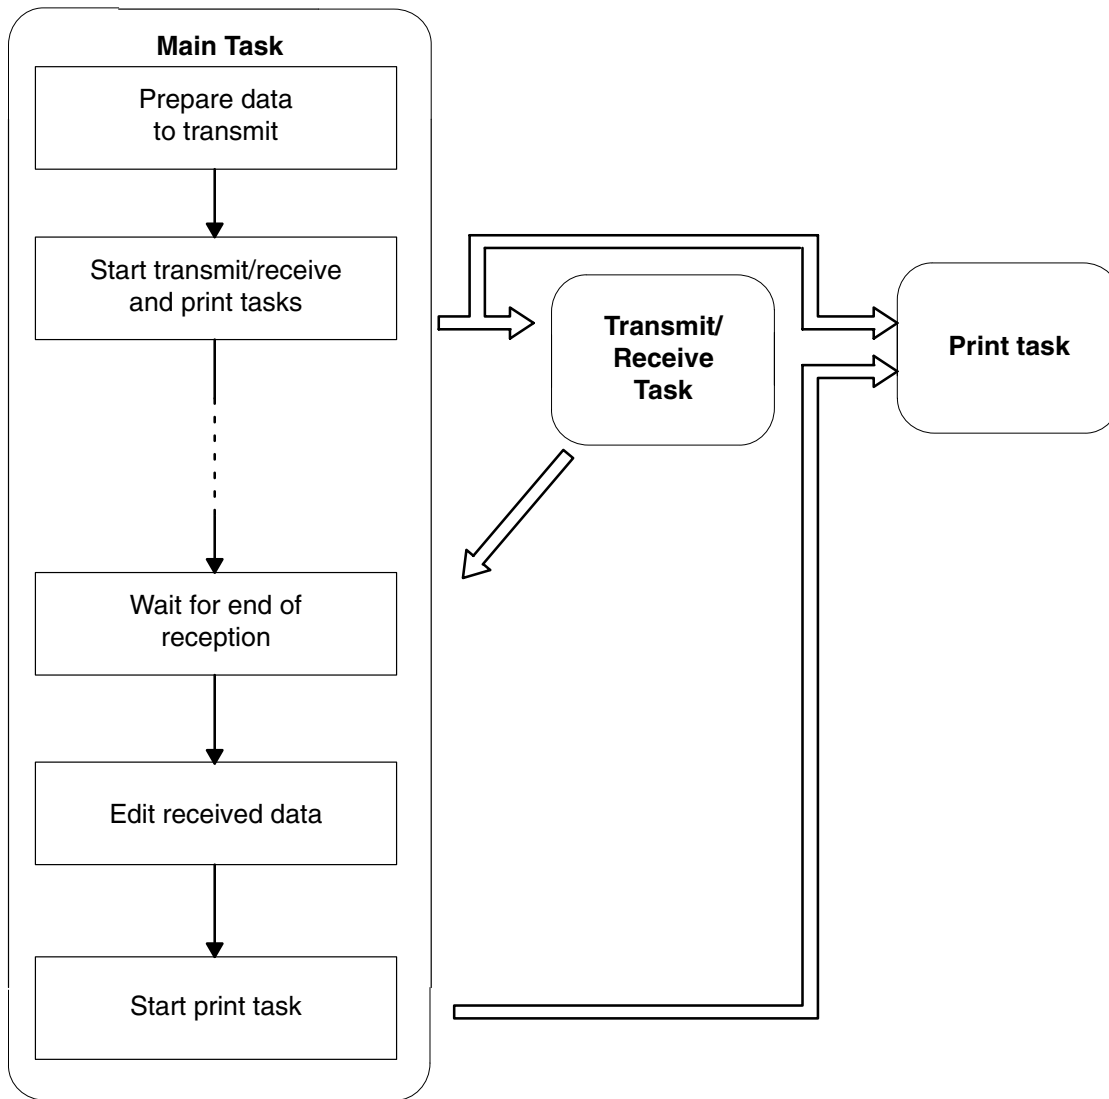 Main Task
Prepare data
to transmit
Start transmit/receive
and print tasks
Transmit/
Receive
Task
Print task
Wait for end of
reception
Edit received data
Start print task